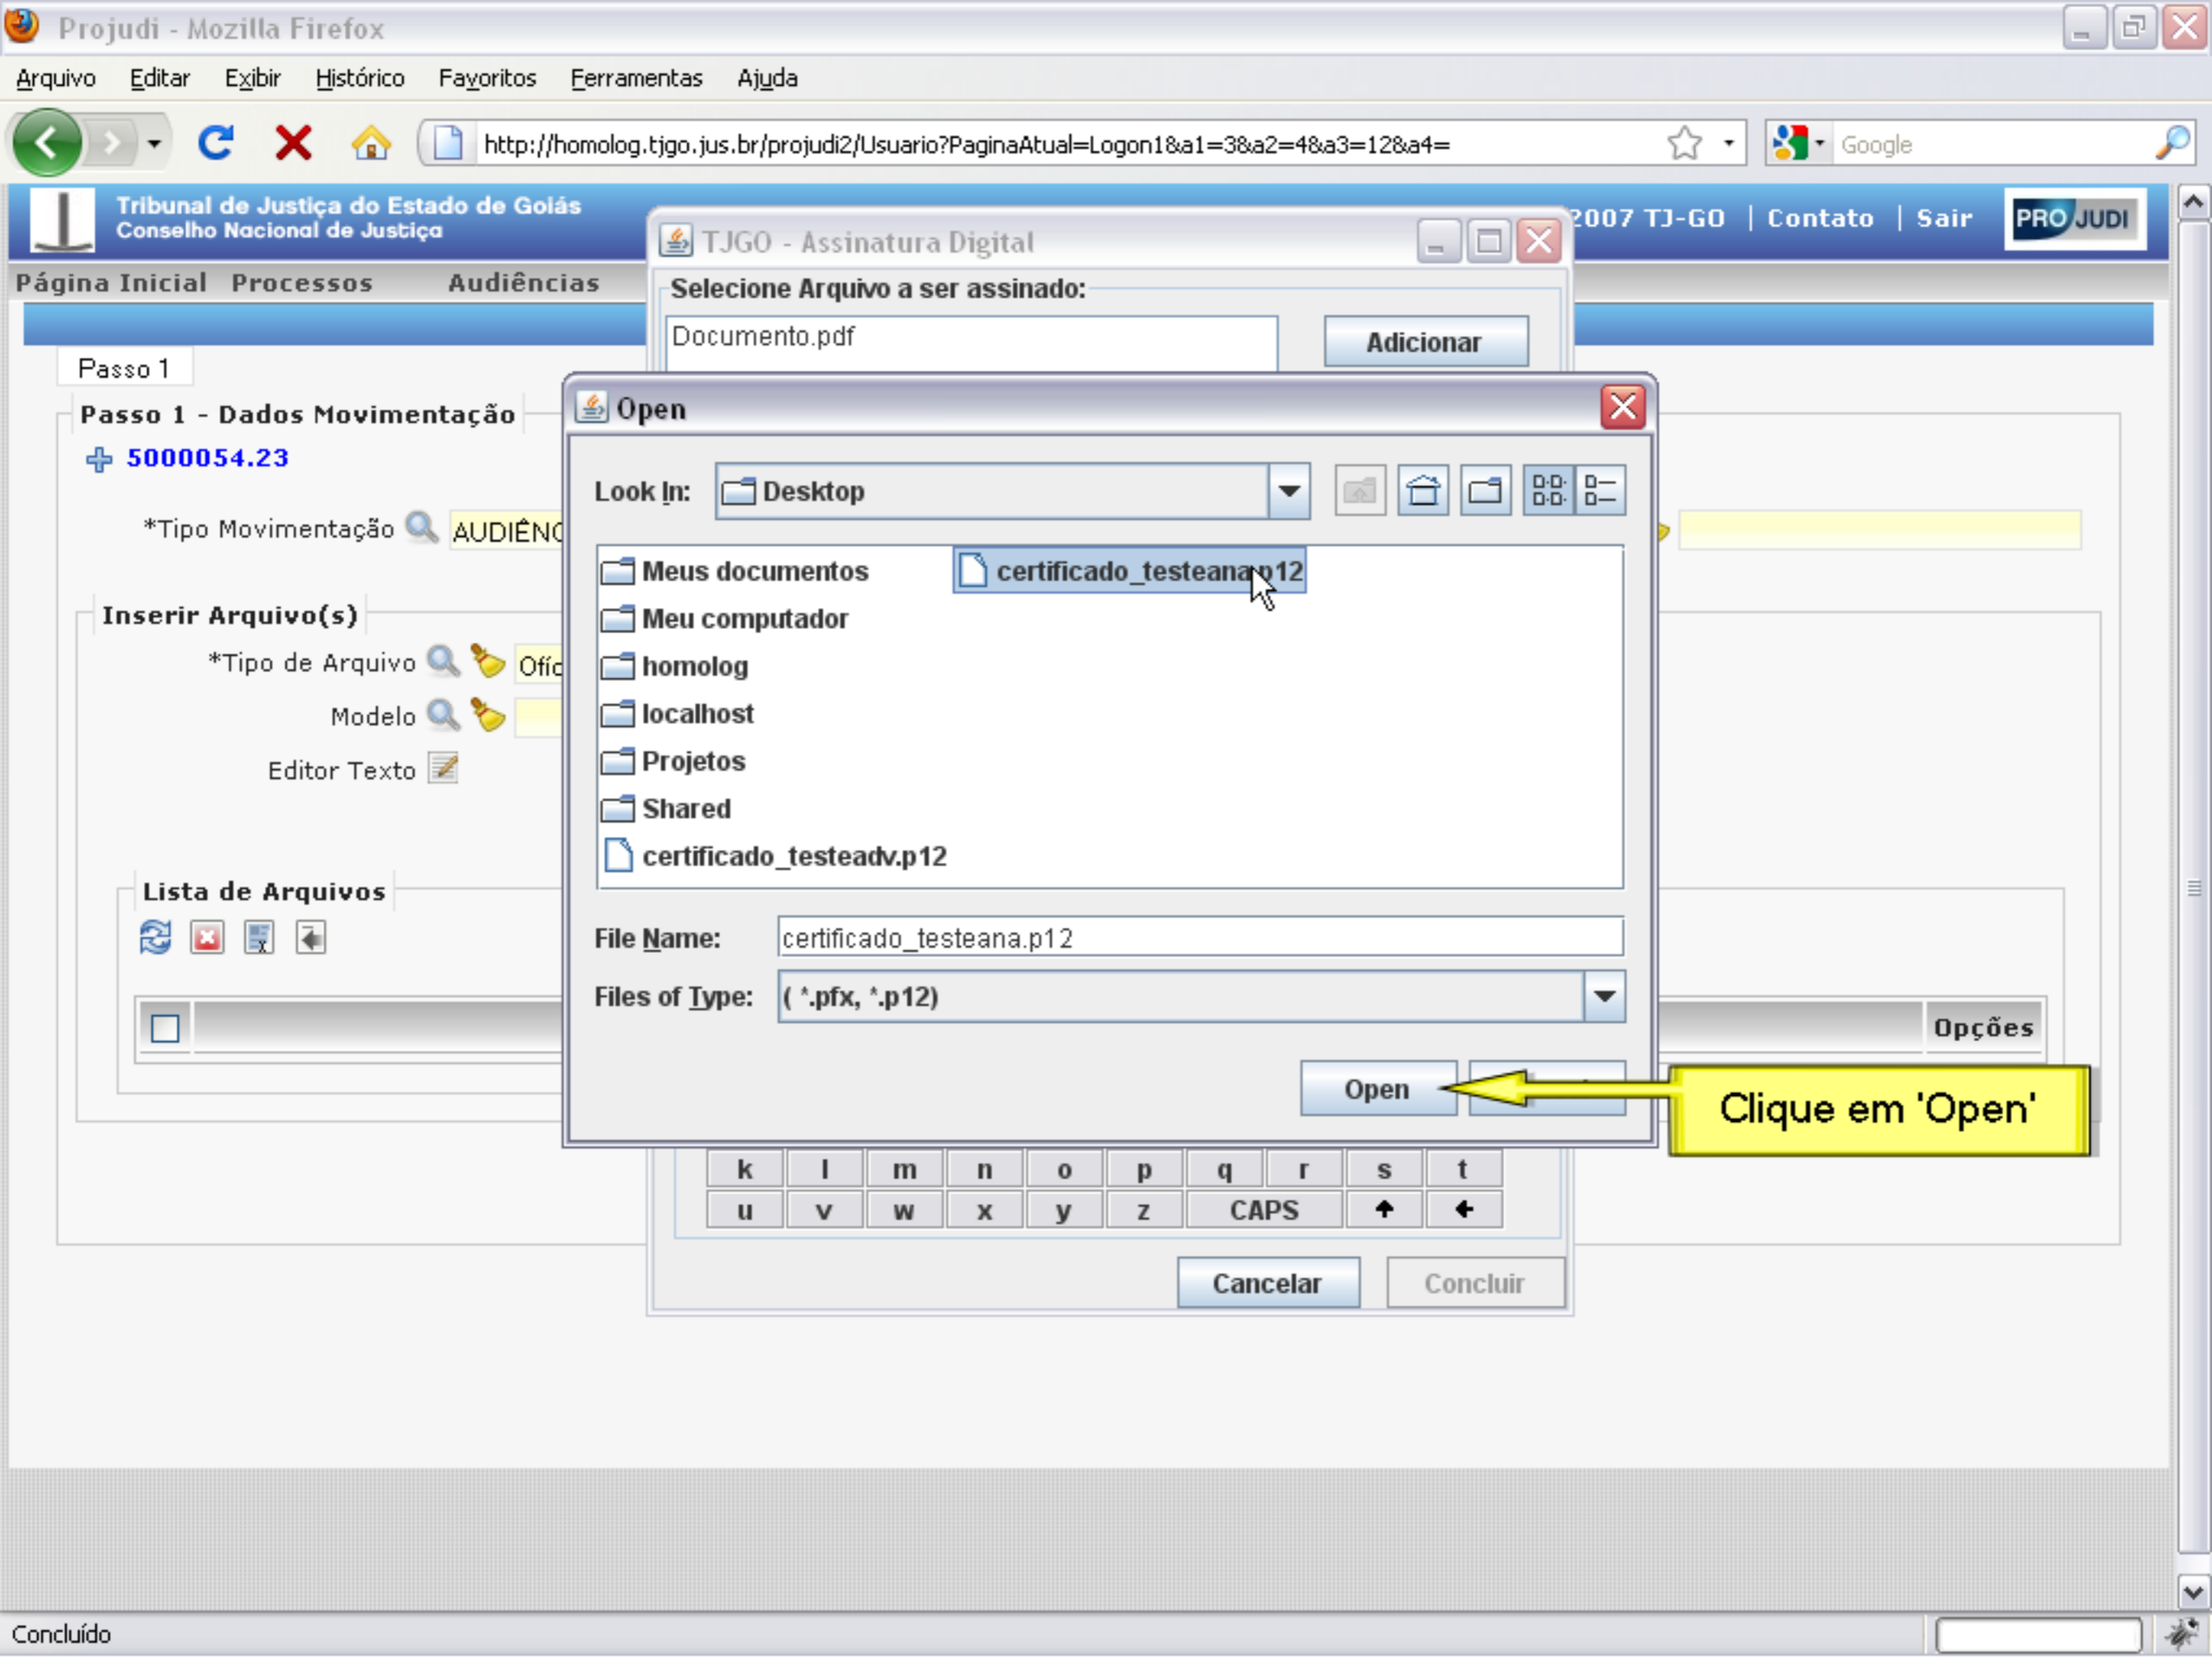 Projudi - Mozilla Firefox
Arquivo Editar Exibir Histórico Favoritos Ferramentas Ajuda
http://homolog.tjgo.jus.br/projudi2/Usuario?PaginaAtual=Logon1&a1=3&a2=4&a3=12&a4=
Google
Tribunal de Justiça do Estado de Goiás
Conselho Nacional de Justiça
2007 TJ-GO | Contato | Sair
PROJUDI
Página Inicial Processos Audiências
TJGO - Assinatura Digital
Selecione Arquivo a ser assinado:
Documento.pdf
Adicionar
Passo 1
Passo 1 - Dados Movimentação
5000054.23
*Tipo Movimentação AUDIÊNC
Inserir Arquivo(s)
*Tipo de Arquivo Ofíc
Modelo
Editor Texto
Lista de Arquivos
Opções
Open
Look In: Desktop
Meus documentos
certificado_testeana.p12
Meu computador
homolog
localhost
Projetos
Shared
certificado_testeadv.p12
File Name: certificado_testeana.p12
Files of Type: ( *.pfx, *.p12)
Open
Clique em 'Open'
k l m n o p q r s t
u v w x y z CAPS
Cancelar Concluir
Concluído